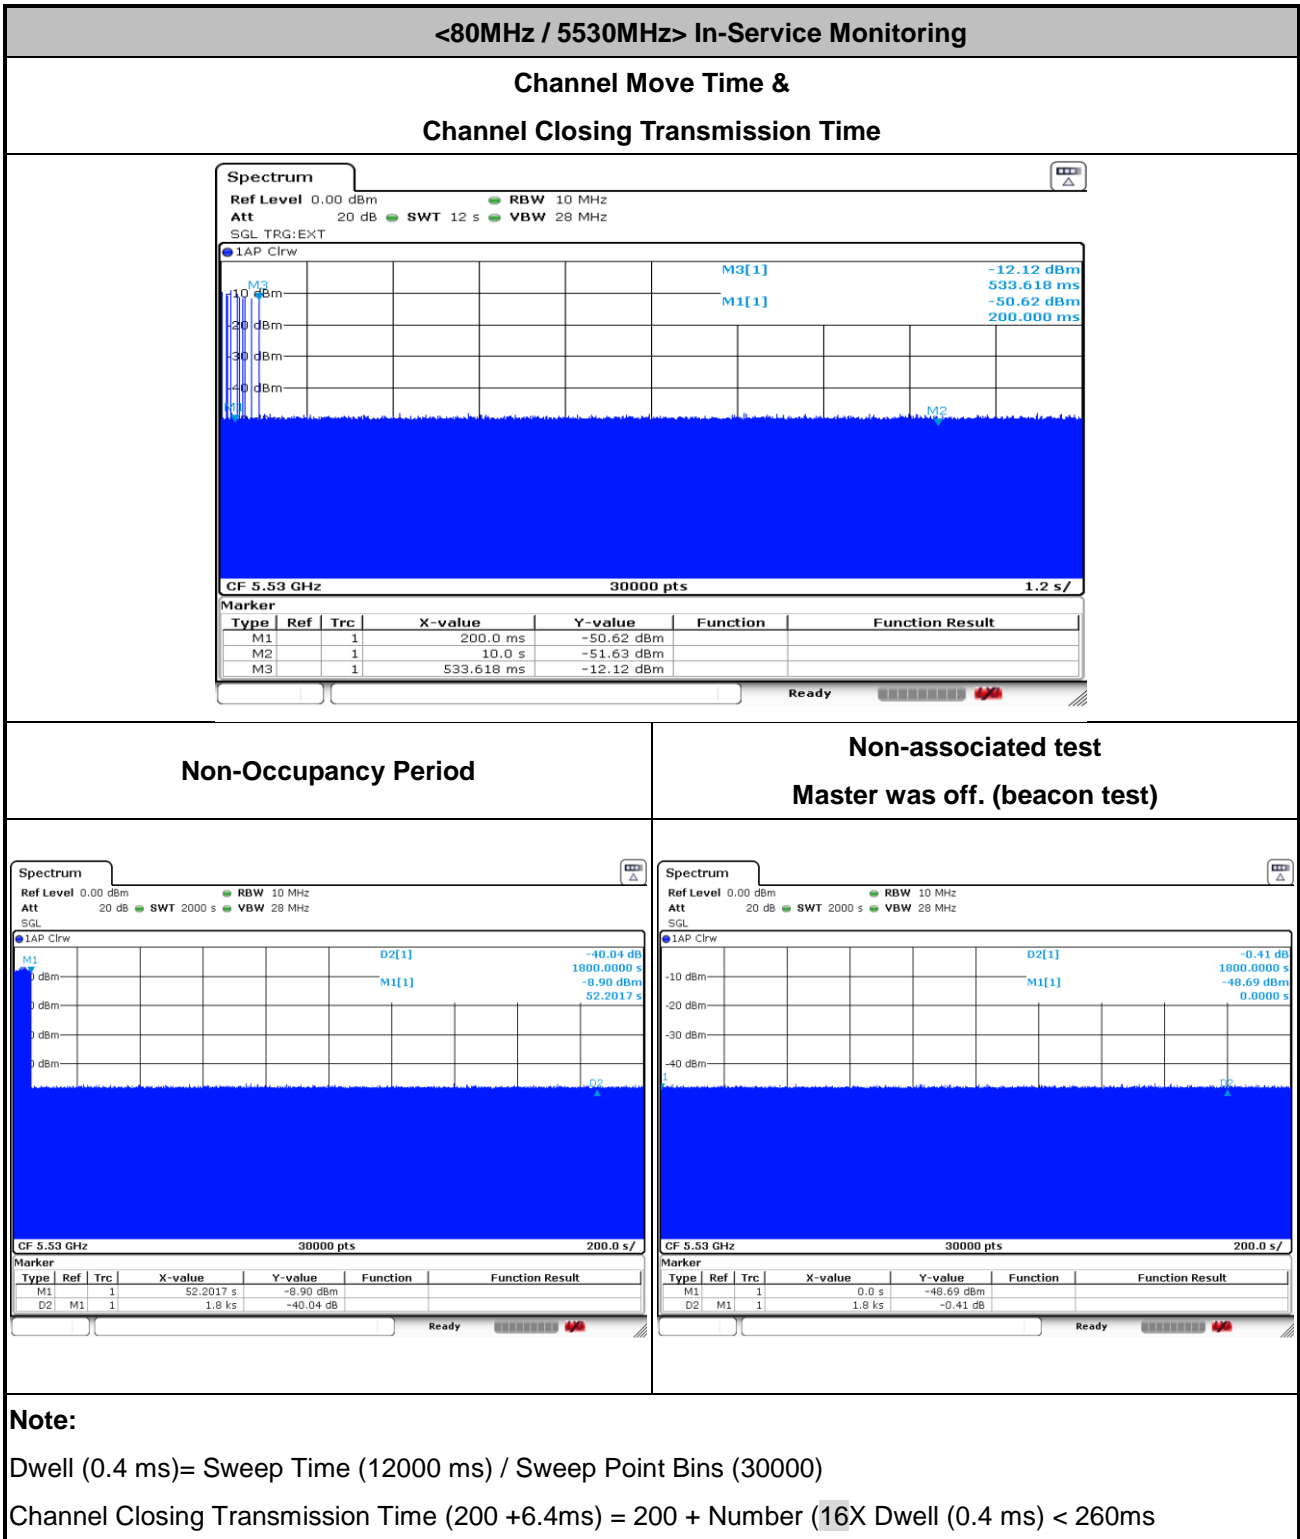 <80MHz / 5530MHz> In-Service Monitoring
Channel Move Time &
Channel Closing Transmission Time
Spectrum
Ref Level 0.00 dBm RBW 10 MHz
Att 20 dB SWT 12 s VBW 28 MHz
SGL TRG:EXT
1AP Clrw
M3[1] -12.12 dBm
533.618 ms
M1[1] -50.62 dBm
200.000 ms
M3
-10 dBm
-20 dBm
-30 dBm
-40 dBm
M1
M2
CF 5.53 GHz 30000 pts 1.2 s/
Marker
Type Ref Trc X-value Y-value Function Function Result
M1 1 200.0 ms -50.62 dBm
M2 1 10.0 s -51.63 dBm
M3 1 533.618 ms -12.12 dBm
Ready
Non-Occupancy Period
Non-associated test
Master was off. (beacon test)
Spectrum
Ref Level 0.00 dBm RBW 10 MHz
Att 20 dB SWT 2000 s VBW 28 MHz
SGL
1AP Clrw
D2[1] -40.04 dB
1800.0000 s
M1[1] -8.90 dBm
52.2017 s
M1
0 dBm
0 dBm
0 dBm
0 dBm
D2
CF 5.53 GHz 30000 pts 200.0 s/
Marker
Type Ref Trc X-value Y-value Function Function Result
M1 1 52.2017 s -8.90 dBm
D2 M1 1 1.8 ks -40.04 dB
Ready
Spectrum
Ref Level 0.00 dBm RBW 10 MHz
Att 20 dB SWT 2000 s VBW 28 MHz
SGL
1AP Clrw
D2[1] -0.41 dB
1800.0000 s
M1[1] -48.69 dBm
0.0000 s
-10 dBm
-20 dBm
-30 dBm
-40 dBm
1
D2
CF 5.53 GHz 30000 pts 200.0 s/
Marker
Type Ref Trc X-value Y-value Function Function Result
M1 1 0.0 s -48.69 dBm
D2 M1 1 1.8 ks -0.41 dB
Ready
Note:
Dwell (0.4 ms)= Sweep Time (12000 ms) / Sweep Point Bins (30000)
Channel Closing Transmission Time (200 +6.4ms) = 200 + Number (16X Dwell (0.4 ms) < 260ms